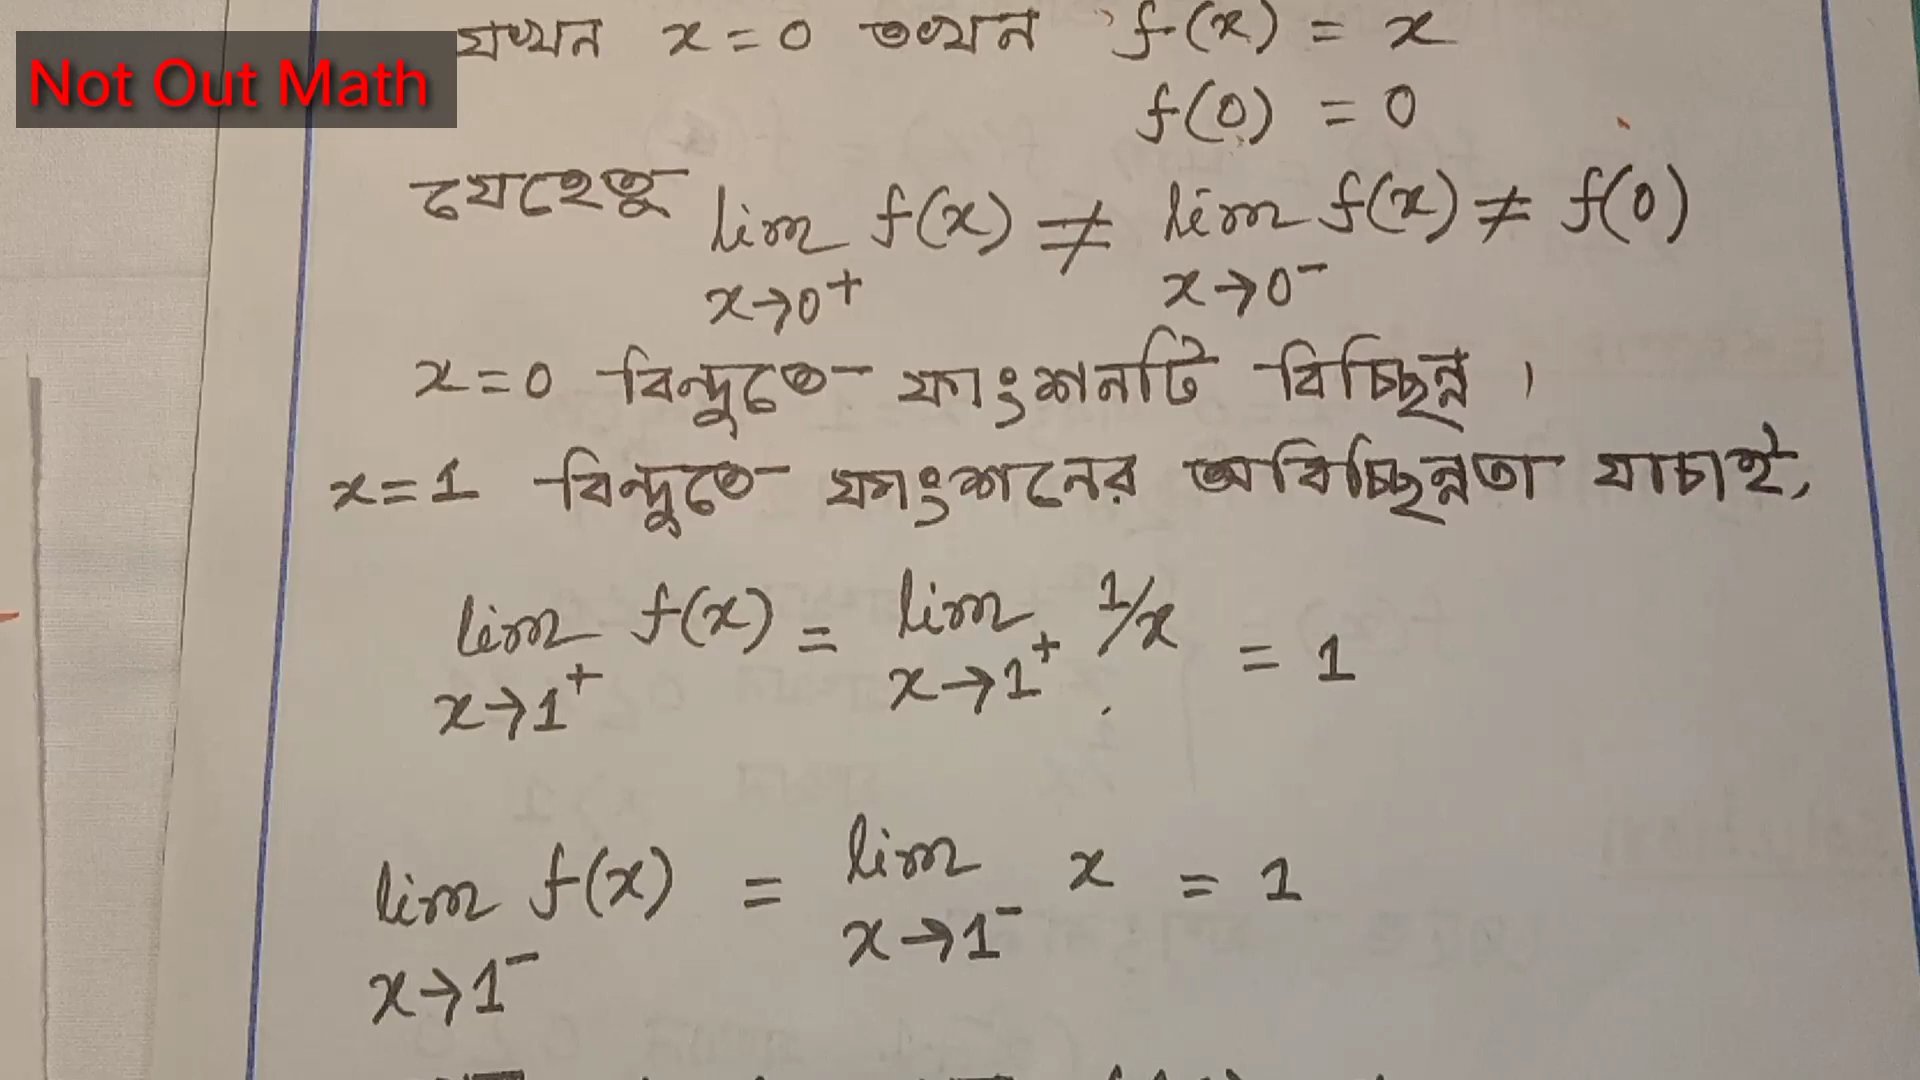 Not Out Math
যখন x = 0 তখন f(x) = x
f(0) = 0
যেহেতু lim f(x) ≠ lim f(x) ≠ f(0)
x→0⁺ x→0⁻
x = 0 বিন্দুতে ফাংশনটি বিচ্ছিন্ন ।
x = 1 বিন্দুতে ফাংশনের অবিচ্ছিন্নতা যাচাই,
lim f(x) = lim 1/x = 1
x→1⁺ x→1⁺
lim f(x) = lim x = 1
x→1⁻ x→1⁻